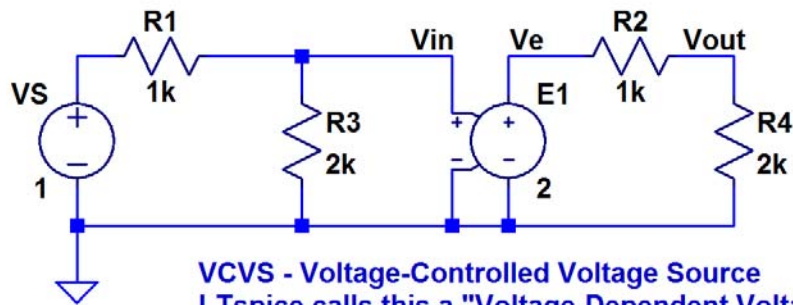 R1
Vin
Ve
R2
Vout
VS
1k
E1
1k
R3
R4
+
+
+
2k
2k
1
2
VCVS - Voltage-Controlled Voltage Source